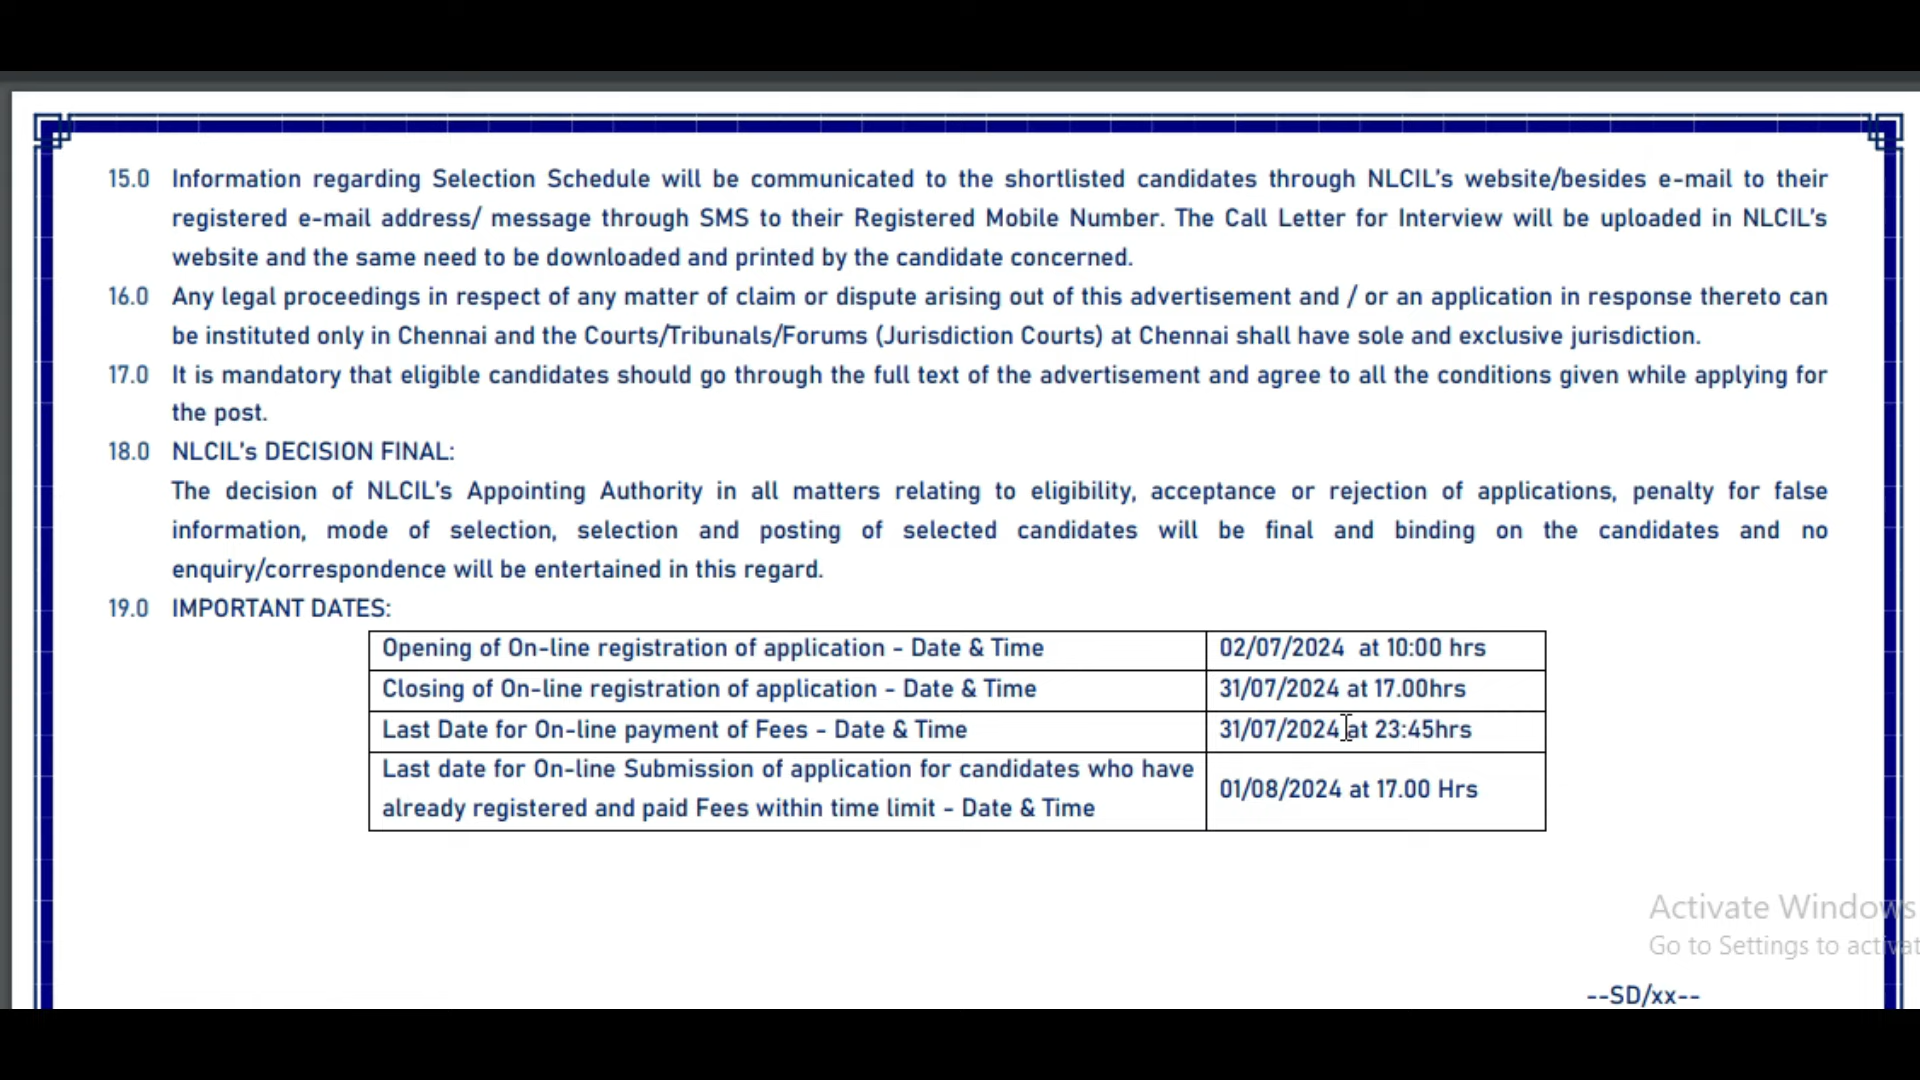 15.0 Information regarding Selection Schedule will be communicated to the shortlisted candidates through NLCIL's website/besides e-mail to their
registered e-mail address/ message through SMS to their Registered Mobile Number. The Call Letter for Interview will be uploaded in NLCIL's
website and the same need to be downloaded and printed by the candidate concerned.
16.0 Any legal proceedings in respect of any matter of claim or dispute arising out of this advertisement and / or an application in response thereto can
be instituted only in Chennai and the Courts/Tribunals/Forums (Jurisdiction Courts) at Chennai shall have sole and exclusive jurisdiction.
17.0 It is mandatory that eligible candidates should go through the full text of the advertisement and agree to all the conditions given while applying for
the post.
18.0 NLCIL's DECISION FINAL:
The decision of NLCIL's Appointing Authority in all matters relating to eligibility, acceptance or rejection of applications, penalty for false
information, mode of selection, selection and posting of selected candidates will be final and binding on the candidates and no
enquiry/correspondence will be entertained in this regard.
19.0 IMPORTANT DATES:
Opening of On-line registration of application - Date & Time 02/07/2024 at 10:00 hrs
Closing of On-line registration of application - Date & Time 31/07/2024 at 17.00hrs
Last Date for On-line payment of Fees - Date & Time 31/07/2024 at 23:45hrs
Last date for On-line Submission of application for candidates who have
already registered and paid Fees within time limit - Date & Time
01/08/2024 at 17.00 Hrs
Activate Windows
Go to Settings to activat
--SD/xx--